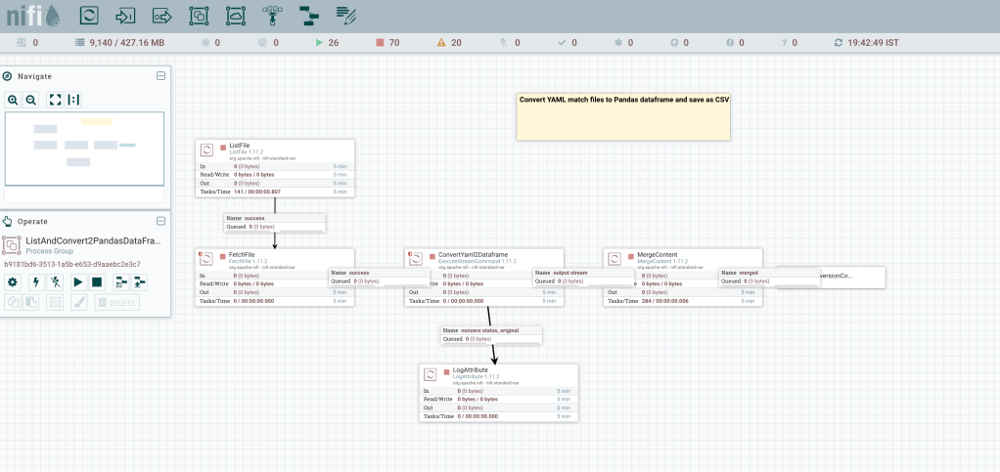 nifi
0
9,140 / 427.16 MB
0
0
26
70
20
0
0
0
0
0
0
19:42:49 IST
Navigate
Operate
ListAndConvert2PandasDataFra...
Process Group
b9181bd6-3513-1a5b-e653-d9aaebc2e3c7
DELETE
Convert YAML match files to Pandas dataframe and save as CSV
ListFile
ListFile 1.11.2
org.apache.nifi - nifi-standard-nar
In 0 (0 bytes) 5 min
Read/Write 0 bytes / 0 bytes 5 min
Out 0 (0 bytes) 5 min
Tasks/Time 141 / 00:00:00.807 5 min
Name success
Queued 0 (0 bytes)
FetchFile
FetchFile 1.11.2
org.apache.nifi - nifi-standard-nar
In 0 (0 bytes)
Read/Write 0 bytes / 0 bytes
Out 0 (0 bytes) 5 min
Tasks/Time 0 / 00:00:00.000 5 min
Name success
Queued 0 (0 bytes)
ConvertYaml2Dataframe
ExecuteStreamCommand 1.11.2
org.apache.nifi - nifi-standard-nar
0 (0 bytes)
0 bytes / 0 bytes
Out 0 (0 bytes) 5 min
Tasks/Time 0 / 00:00:00.000 5 min
Name output stream
Queued 0 (0 bytes)
MergeContent
MergeContent 1.11.2
org.apache.nifi - nifi-standard-nar
0 (0 bytes)
0 bytes / 0 bytes
Out 0 (0 bytes) 5 min
Tasks/Time 284 / 00:00:00.006 5 min
Name merged
Queued 0 (0 bytes)
versionCo...
Name nonzero status, original
Queued 0 (0 bytes)
LogAttribute
LogAttribute 1.11.2
org.apache.nifi - nifi-standard-nar
In 0 (0 bytes) 5 min
Read/Write 0 bytes / 0 bytes 5 min
Out 0 (0 bytes) 5 min
Tasks/Time 0 / 00:00:00.000 5 min